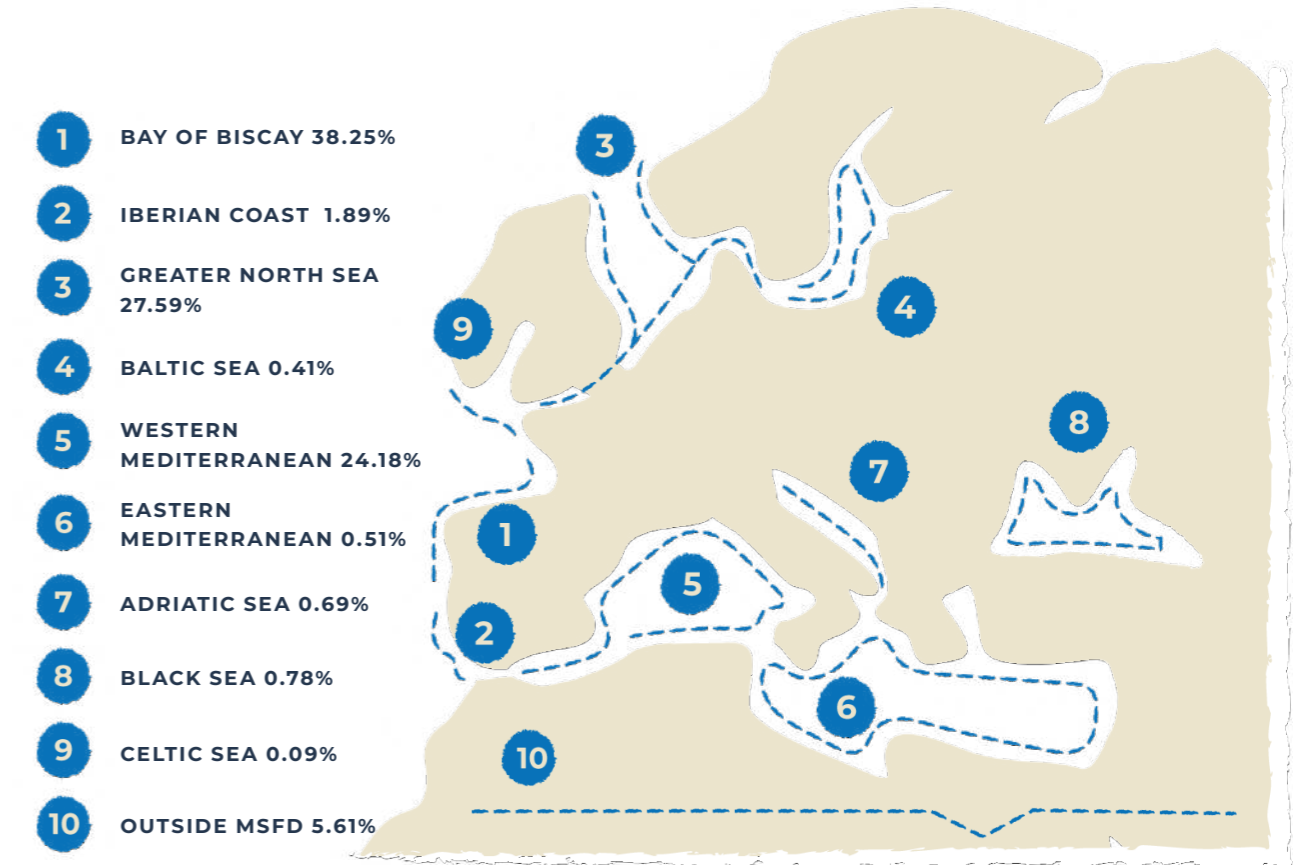 1 BAY OF BISCAY 38.25%
2 IBERIAN COAST 1.89%
3 GREATER NORTH SEA
27.59%
4 BALTIC SEA 0.41%
5 WESTERN
MEDITERRANEAN 24.18%
6 EASTERN
MEDITERRANEAN 0.51%
7 ADRIATIC SEA 0.69%
8 BLACK SEA 0.78%
9 CELTIC SEA 0.09%
10 OUTSIDE MSFD 5.61%
3
9
4
8
7
1
5
2
6
10